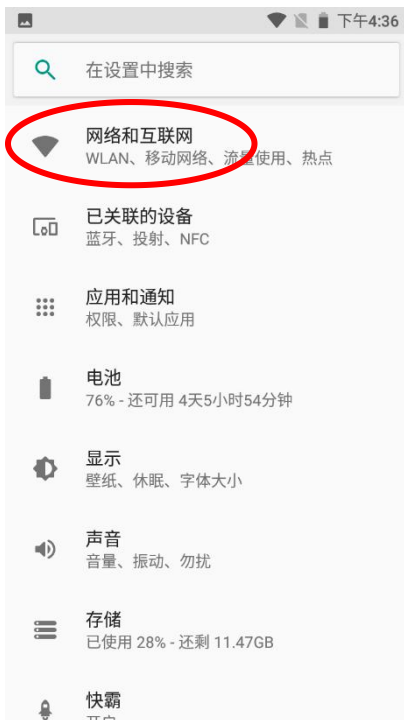 下午4:36
在设置中搜索
网络和互联网
WLAN、移动网络、流量使用、热点
已关联的设备
蓝牙、投射、NFC
应用和通知
权限、默认应用
电池
76% - 还可用 4天5小时54分钟
显示
壁纸、休眠、字体大小
声音
音量、振动、勿扰
存储
已使用 28% - 还剩 11.47GB
快霸